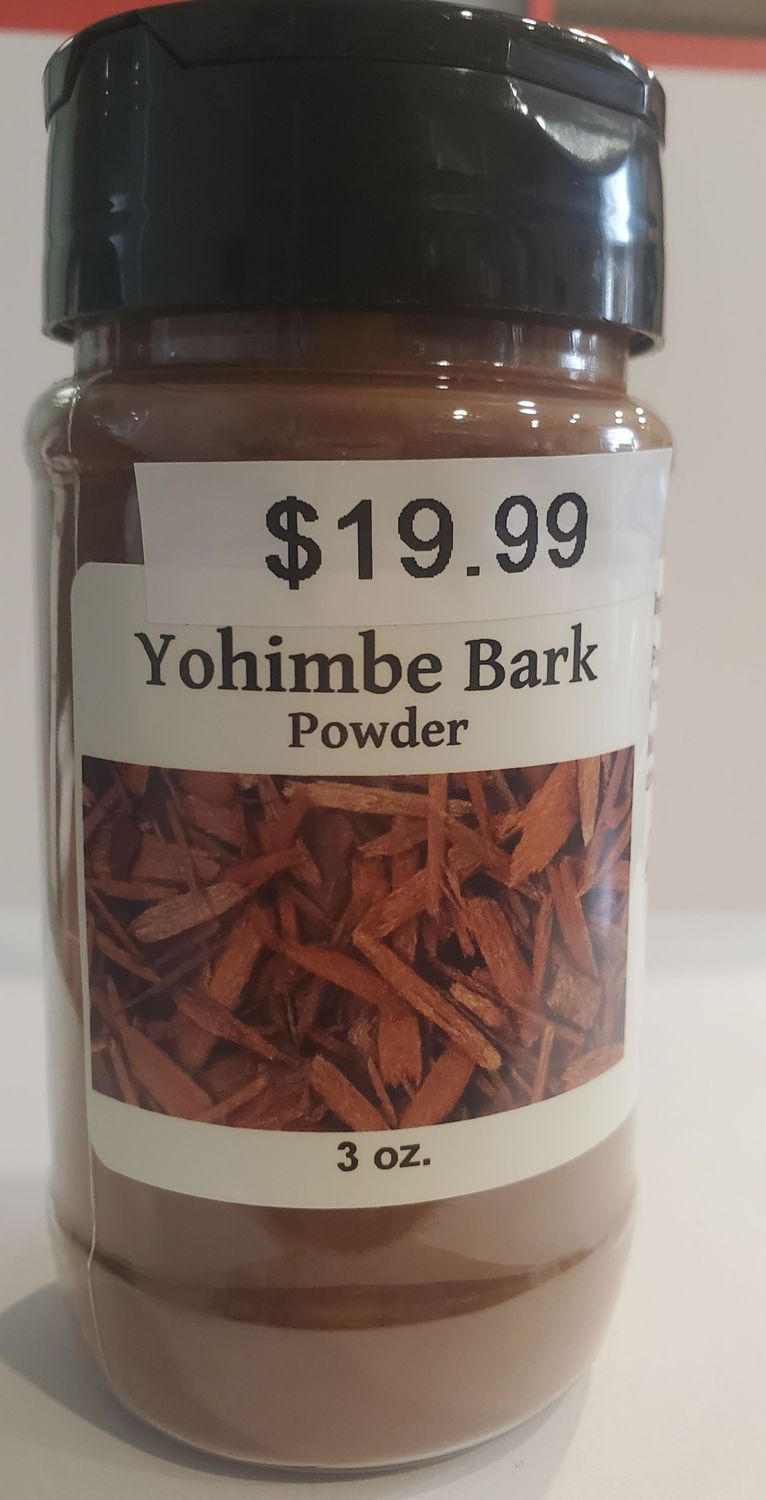 $19.99
Yohimbe Bark
Powder
3 oz.